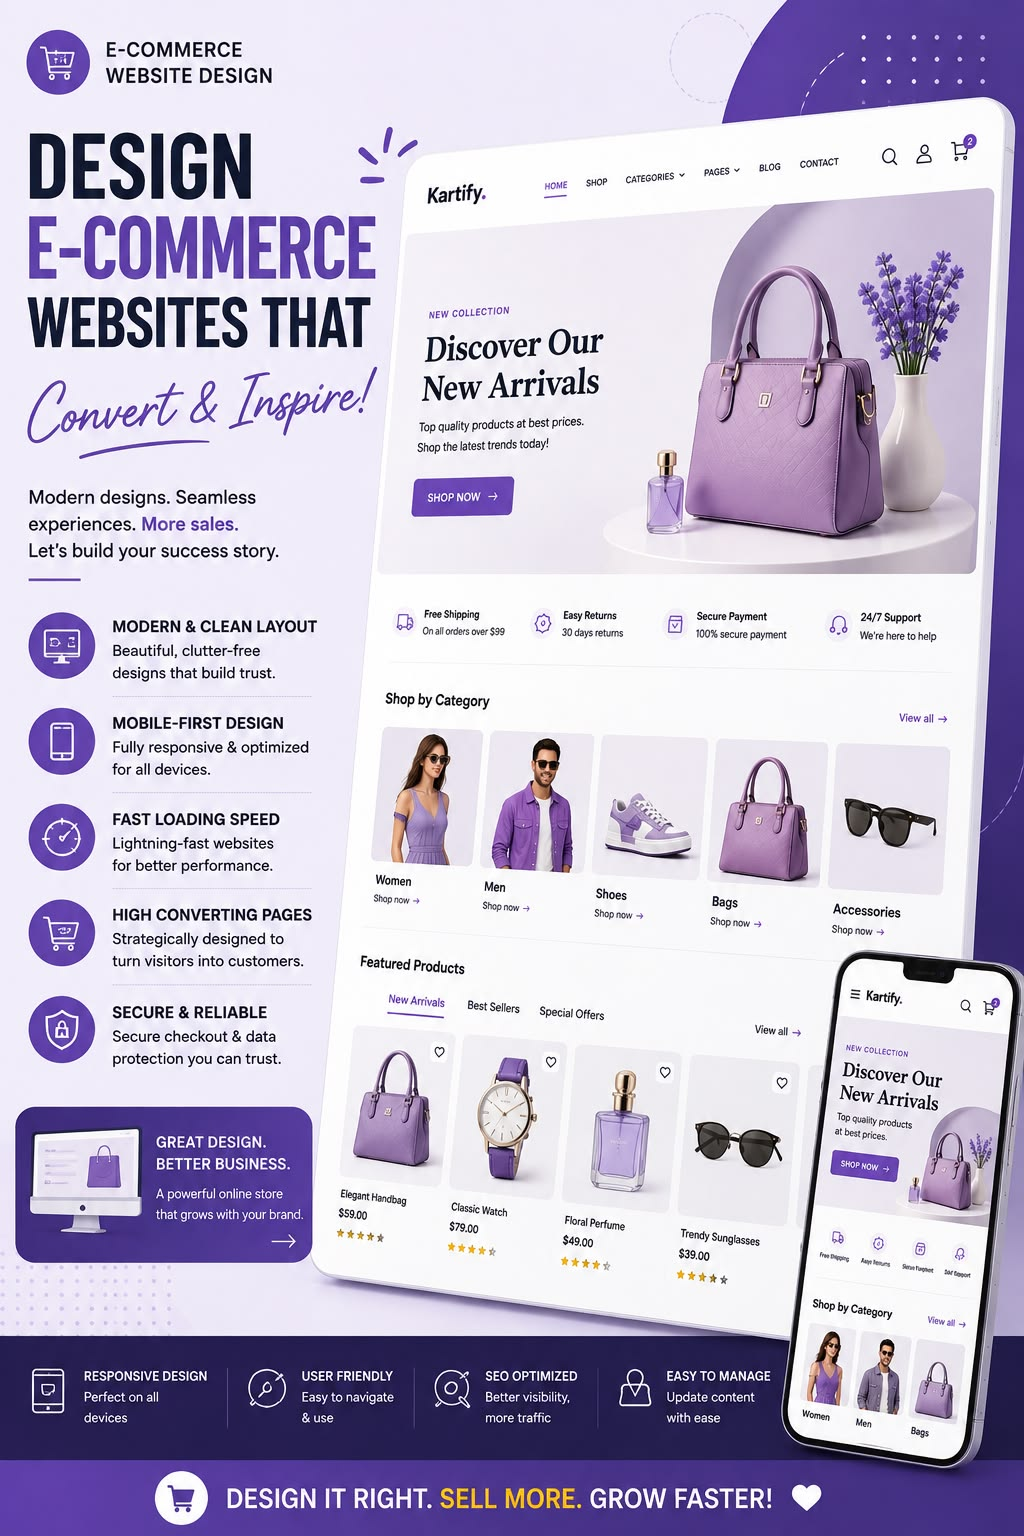 E-COMMERCE
WEBSITE DESIGN
DESIGN
E-COMMERCE
WEBSITES THAT
Convert & Inspire!
Modern designs. Seamless
experiences. More sales.
Let's build your success story.
MODERN & CLEAN LAYOUT
Beautiful, clutter-free
designs that build trust.
MOBILE-FIRST DESIGN
Fully responsive & optimized
for all devices.
FAST LOADING SPEED
Lightning-fast websites
for better performance.
HIGH CONVERTING PAGES
Strategically designed to
turn visitors into customers.
SECURE & RELIABLE
Secure checkout & data
protection you can trust.
GREAT DESIGN.
BETTER BUSINESS.
A powerful online store
that grows with your brand.
Kartify.
HOME SHOP CATEGORIES PAGES BLOG CONTACT
2
NEW COLLECTION
Discover Our
New Arrivals
Top quality products at best prices.
Shop the latest trends today!
SHOP NOW →
Free Shipping
On all orders over $99
Easy Returns
30 days returns
Secure Payment
100% secure payment
24/7 Support
We're here to help
Shop by Category
View all →
Women
Shop now →
Men
Shop now →
Shoes
Shop now →
Bags
Shop now →
Accessories
Shop now →
Featured Products
New Arrivals Best Sellers Special Offers
View all →
Elegant Handbag
$59.00
Classic Watch
$79.00
Floral Perfume
$49.00
Trendy Sunglasses
$39.00
Kartify.
2
NEW COLLECTION
Discover Our
New Arrivals
Top quality products
at best prices.
SHOP NOW →
Free Shipping
Shop by Category
View all →
Women
Men
Bags
RESPONSIVE DESIGN
Perfect on all
devices
USER FRIENDLY
Easy to navigate
& use
SEO OPTIMIZED
Better visibility,
more traffic
EASY TO MANAGE
Update content
with ease
DESIGN IT RIGHT. SELL MORE. GROW FASTER!